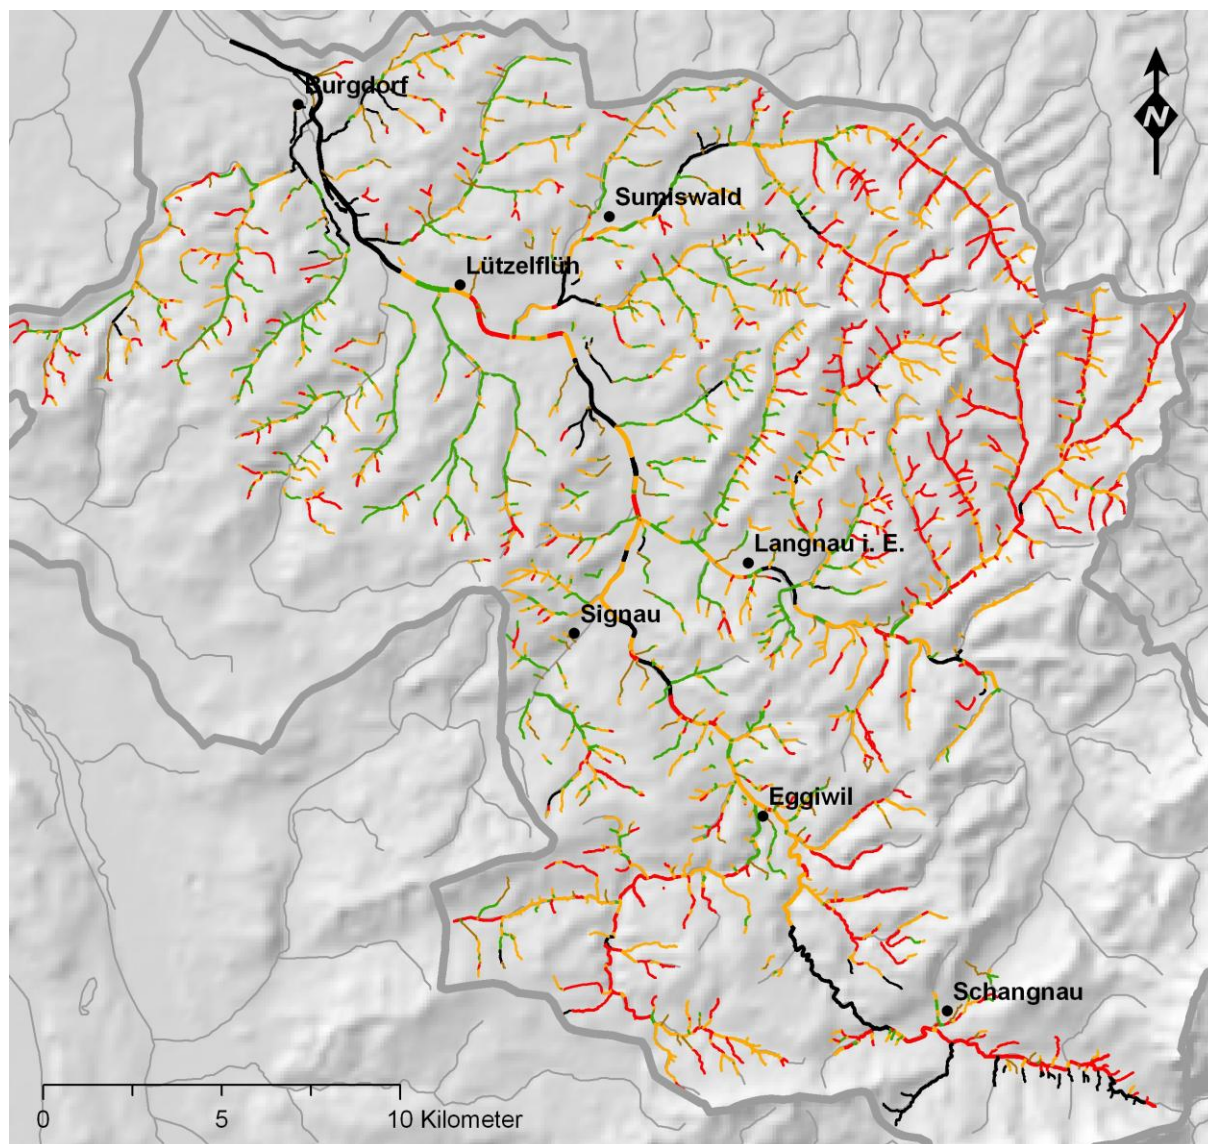 Burgdorf
N
Sumiswald
Lützelflüh
Langnau i. E.
Signau
Eggiwil
Schangnau
0 5 10 Kilometer